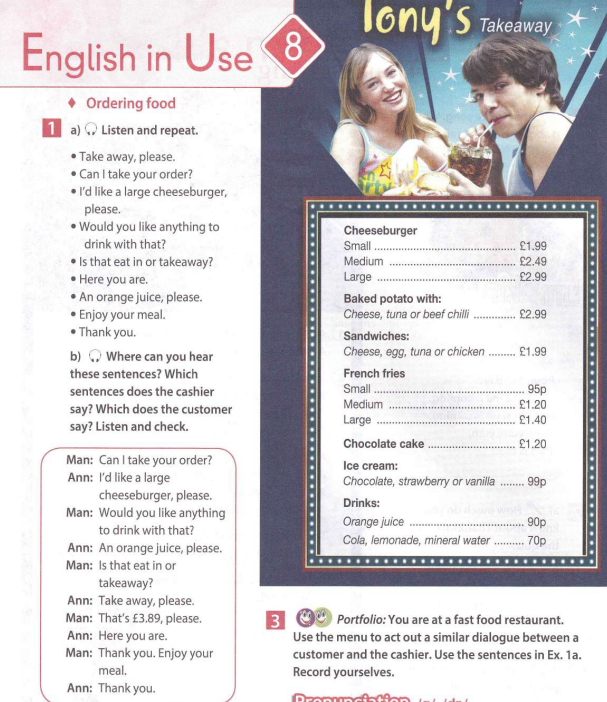 English in Use 8
♦ Ordering food
1 a) Listen and repeat.
• Take away, please.
• Can I take your order?
• I'd like a large cheeseburger,
please.
• Would you like anything to
drink with that?
• Is that eat in or takeaway?
• Here you are.
• An orange juice, please.
• Enjoy your meal.
• Thank you.
b) Where can you hear
these sentences? Which
sentences does the cashier
say? Which does the customer
say? Listen and check.
Man: Can I take your order?
Ann: I'd like a large
cheeseburger, please.
Man: Would you like anything
to drink with that?
Ann: An orange juice, please.
Man: Is that eat in or
takeaway?
Ann: Take away, please.
Man: That's £3.89, please.
Ann: Here you are.
Man: Thank you. Enjoy your
meal.
Ann: Thank you.
Tony's Takeaway
Cheeseburger
Small ........ £1.99
Medium ........ £2.49
Large ........ £2.99
Baked potato with:
Cheese, tuna or beef chilli ........ £2.99
Sandwiches:
Cheese, egg, tuna or chicken ........ £1.99
French fries
Small ........ 95p
Medium ........ £1.20
Large ........ £1.40
Chocolate cake ........ £1.20
Ice cream:
Chocolate, strawberry or vanilla ........ 99p
Drinks:
Orange juice ........ 90p
Cola, lemonade, mineral water ........ 70p
3 Portfolio: You are at a fast food restaurant.
Use the menu to act out a similar dialogue between a
customer and the cashier. Use the sentences in Ex. 1a.
Record yourselves.
Pronunciation